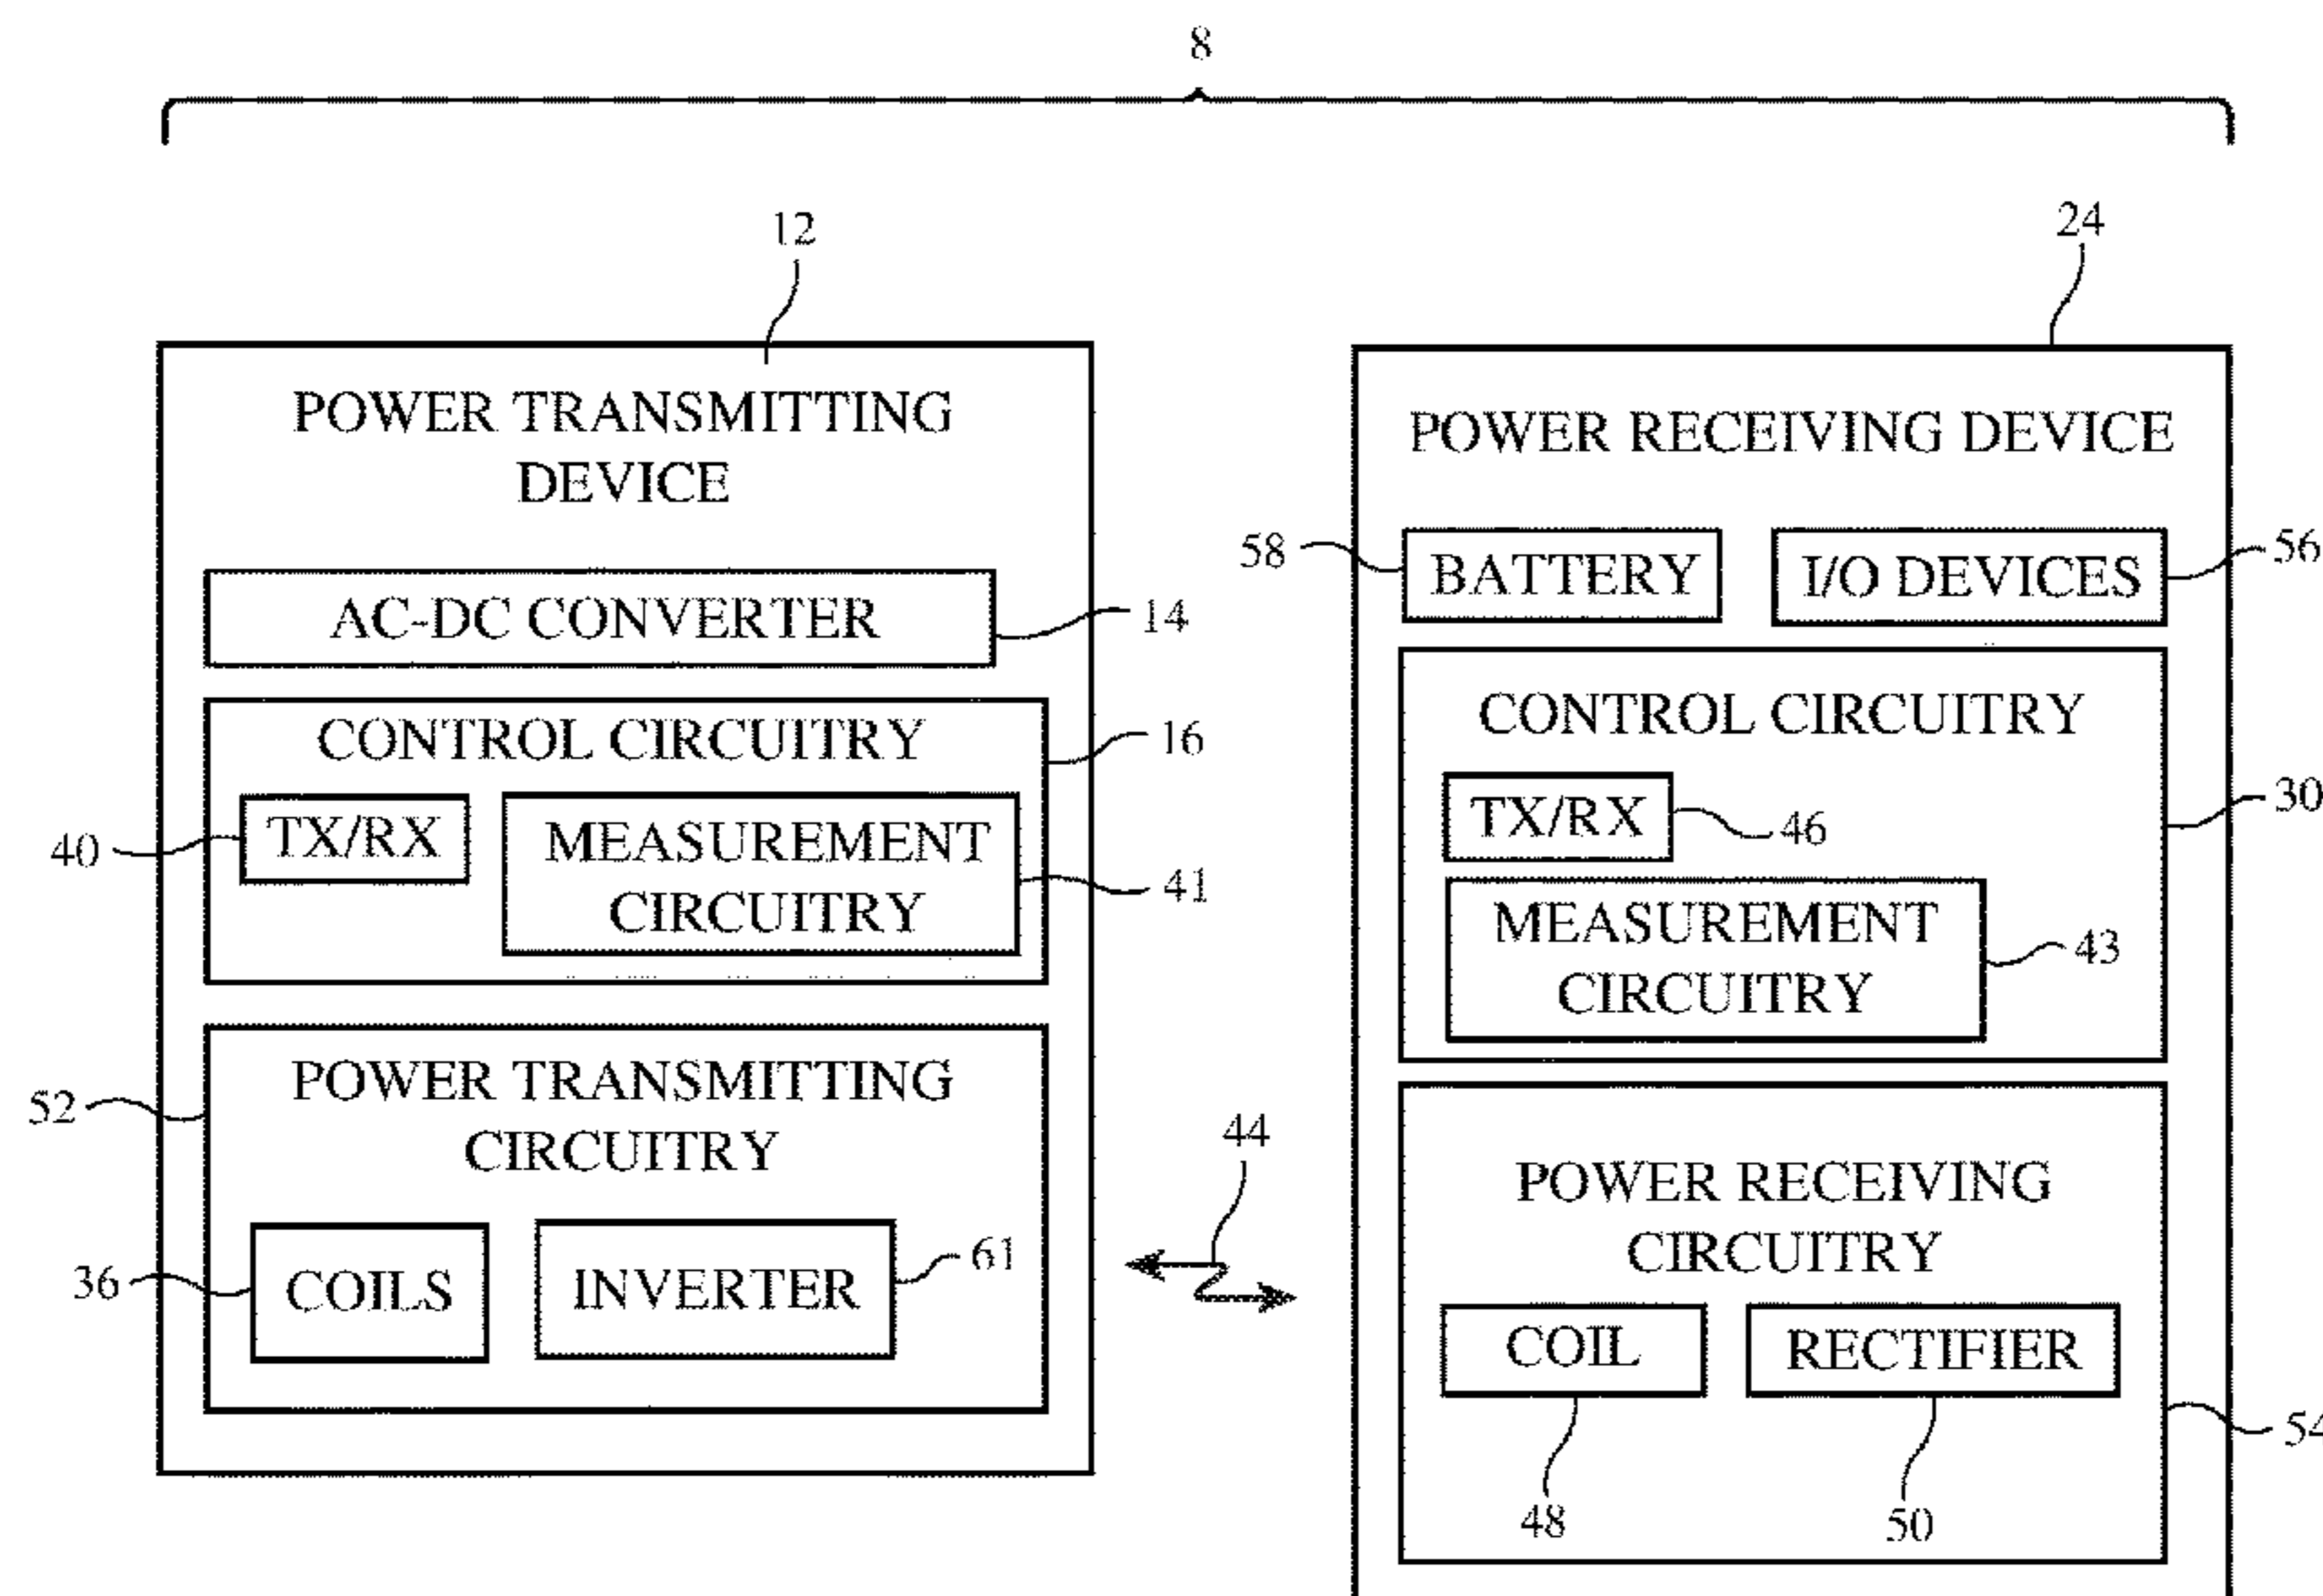 8
12
24
POWER TRANSMITTING
DEVICE
AC-DC CONVERTER
14
CONTROL CIRCUITRY
16
40
TX/RX
MEASUREMENT
CIRCUITRY
41
52
POWER TRANSMITTING
CIRCUITRY
36
COILS
INVERTER
61
44
POWER RECEIVING DEVICE
58
BATTERY
I/O DEVICES
56
CONTROL CIRCUITRY
30
TX/RX
46
MEASUREMENT
CIRCUITRY
43
POWER RECEIVING
CIRCUITRY
COIL
RECTIFIER
54
48
50